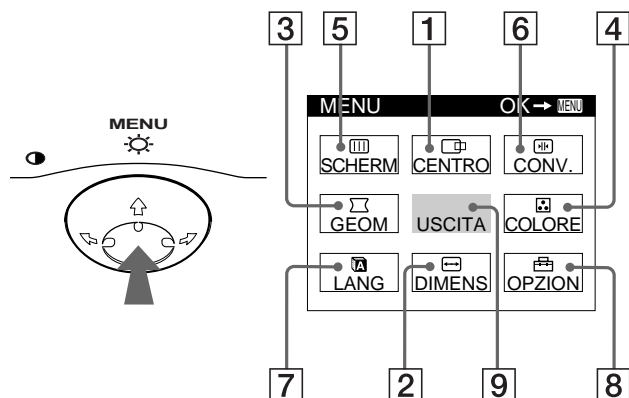 3 5 1 6 4
MENU
MENU OK→ MENU
SCHERM CENTRO CONV.
GEOM USCITA COLORE
A
LANG DIMENS OPZION
7 2 9 8